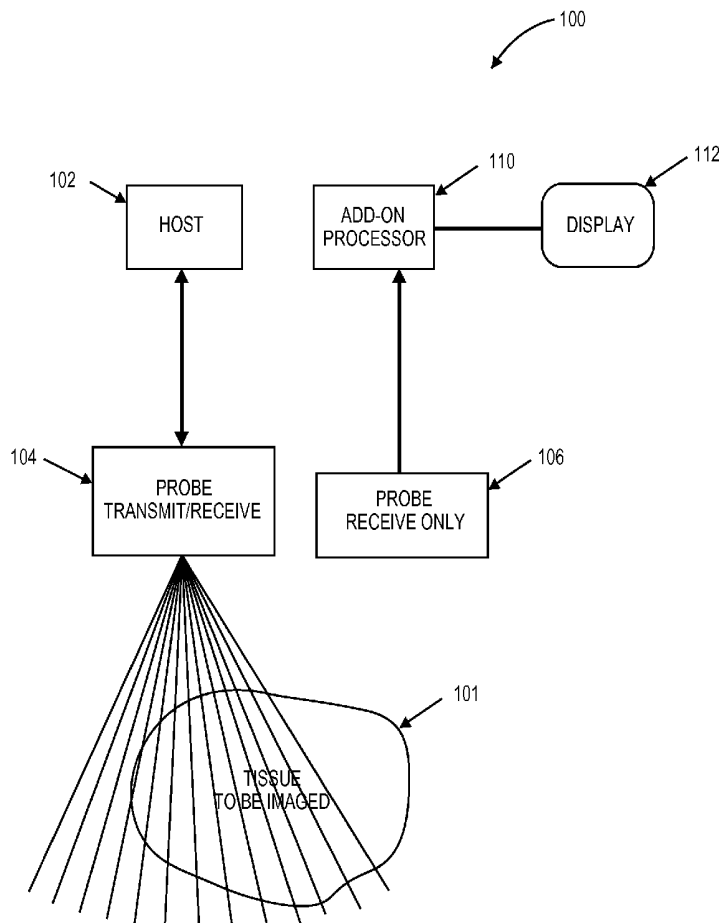 100
102
HOST
110
ADD-ON
PROCESSOR
112
DISPLAY
104
PROBE
TRANSMIT/RECEIVE
106
PROBE
RECEIVE ONLY
101
TISSUE
TO BE IMAGED